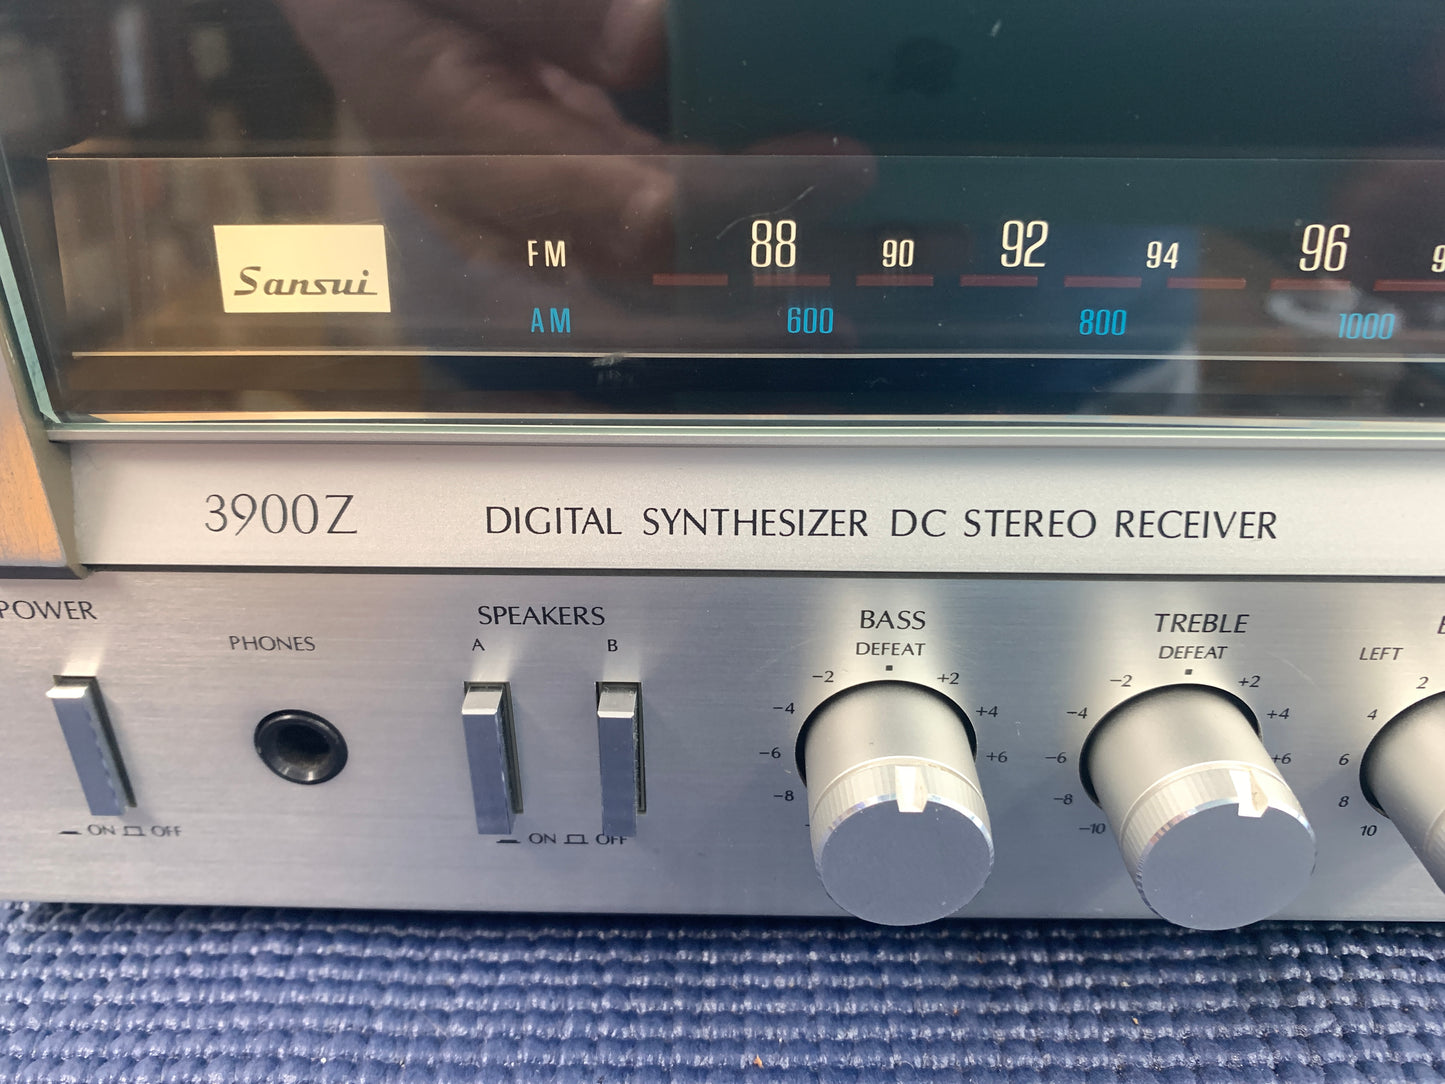 Sansui
FM 88 90 92 94 96
AM 600 800 1000
3900Z DIGITAL SYNTHESIZER DC STEREO RECEIVER
POWER
PHONES
ON OFF
SPEAKERS
A B
ON OFF
BASS
DEFEAT
-2 +2
-4 +4
-6 +6
-8
TREBLE
DEFEAT
-2 +2
-4 +4
-6 +6
-8
-10
LEFT
2
4
6
8
10